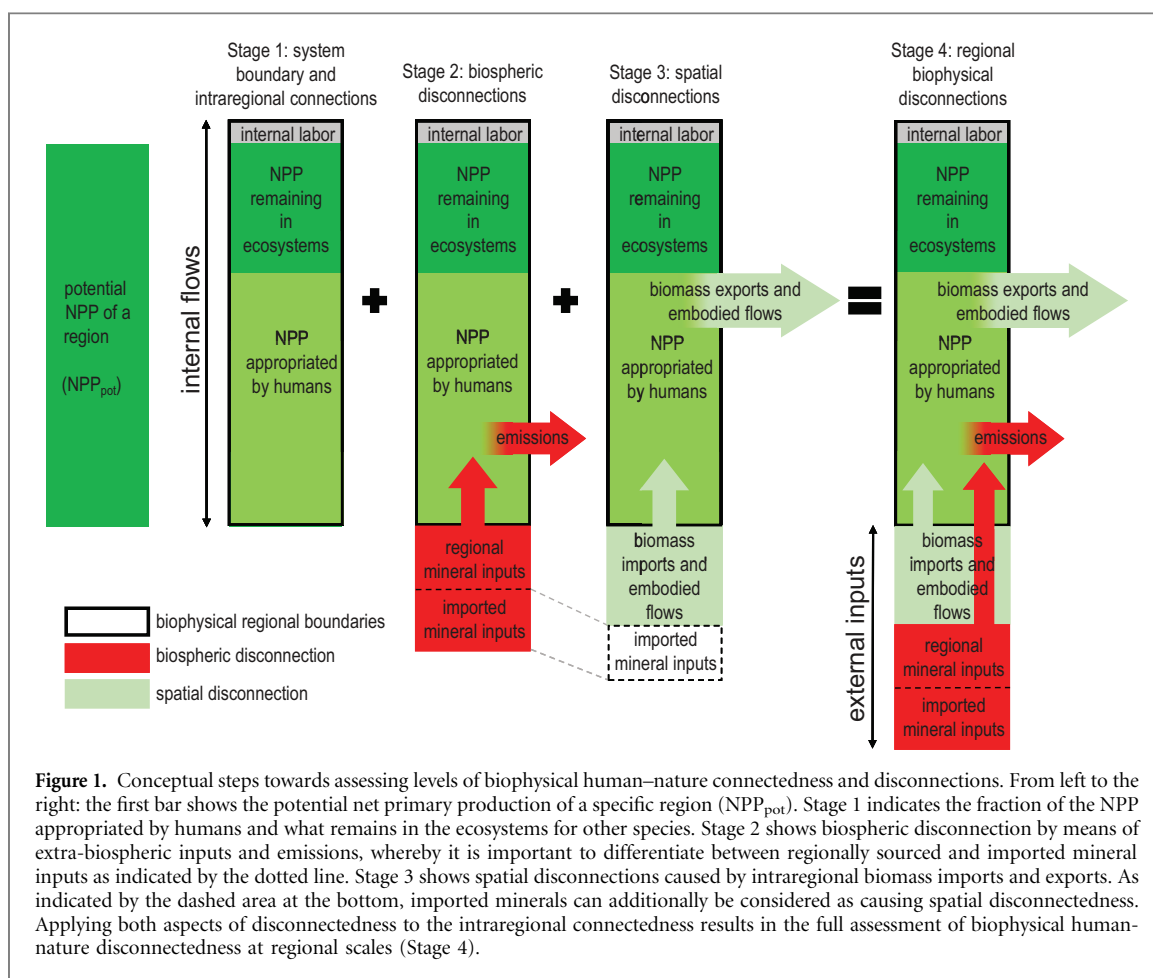 Stage 1: system
boundary and
intraregional connections
Stage 2: biospheric
disconnections
Stage 3: spatial
disconnections
Stage 4: regional
biophysical
disconnections
potential
NPP of a
region
(NPPpot)
internal flows
internal labor
NPP
remaining
in
ecosystems
NPP
appropriated
by humans
internal labor
NPP
remaining
in
ecosystems
NPP
appropriated
by humans
emissions
regional
mineral inputs
imported
mineral inputs
internal labor
NPP
remaining
in
ecosystems
biomass exports and
embodied flows
NPP
appropriated
by humans
biomass
imports and
embodied
flows
imported
mineral inputs
internal labor
NPP
remaining
in
ecosystems
biomass exports and
embodied flows
NPP
appropriated
by humans
emissions
biomass
imports and
embodied
flows
regional
mineral inputs
imported
mineral inputs
external inputs
biophysical regional boundaries
biospheric disconnection
spatial disconnection
Figure 1. Conceptual steps towards assessing levels of biophysical human–nature connectedness and disconnections. From left to the
right: the first bar shows the potential net primary production of a specific region (NPPpot). Stage 1 indicates the fraction of the NPP
appropriated by humans and what remains in the ecosystems for other species. Stage 2 shows biospheric disconnection by means of
extra-biospheric inputs and emissions, whereby it is important to differentiate between regionally sourced and imported mineral
inputs as indicated by the dotted line. Stage 3 shows spatial disconnections caused by intraregional biomass imports and exports. As
indicated by the dashed area at the bottom, imported minerals can additionally be considered as causing spatial disconnectedness.
Applying both aspects of disconnectedness to the intraregional connectedness results in the full assessment of biophysical human-
nature disconnectedness at regional scales (Stage 4).